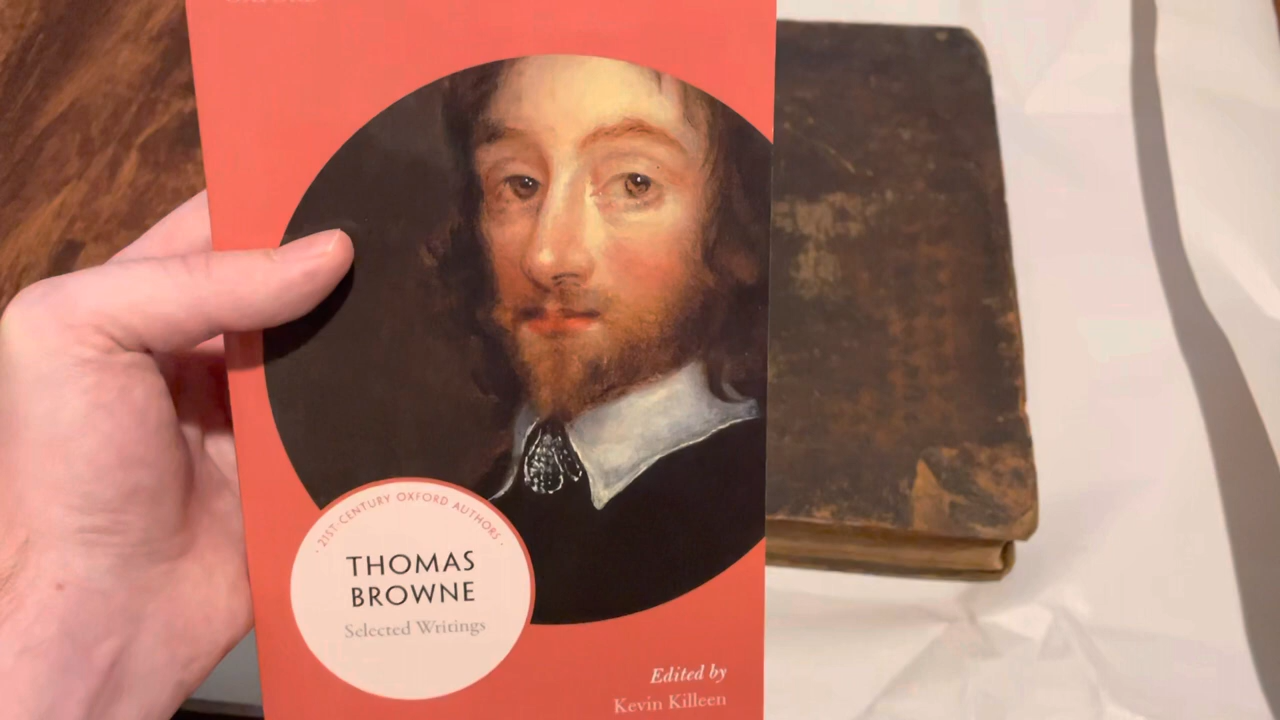 · 21ST-CENTURY OXFORD AUTHORS ·
THOMAS
BROWNE
Selected Writings
Edited by
Kevin Killeen